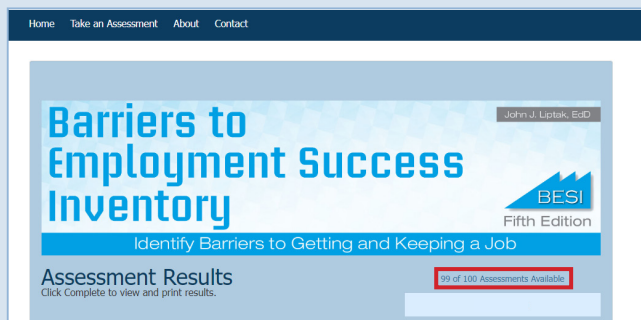 Home Take an Assessment About Contact
John J. Liptak, EdD
Barriers to
Employment Success
Inventory
BESI
Fifth Edition
Identify Barriers to Getting and Keeping a Job
Assessment Results
99 of 100 Assessments Available
Click Complete to view and print results.